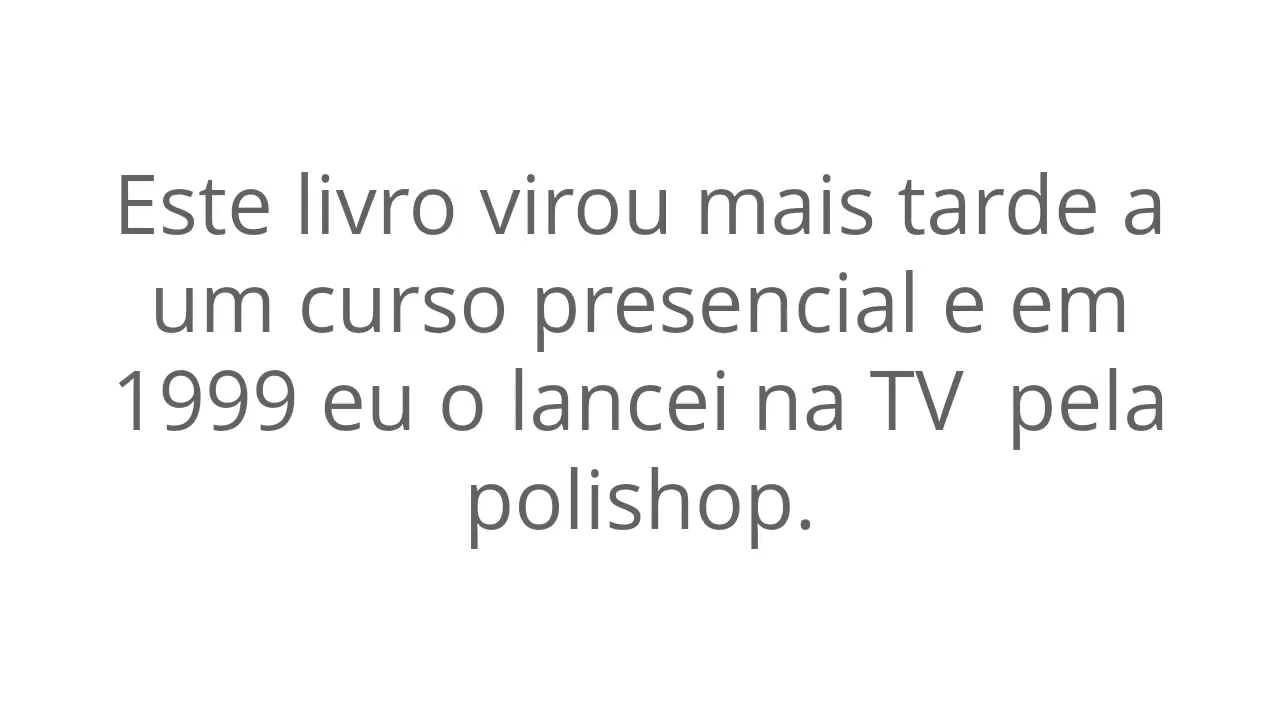 Este livro virou mais tarde a
um curso presencial e em
1999 eu o lancei na TV  pela
polishop.